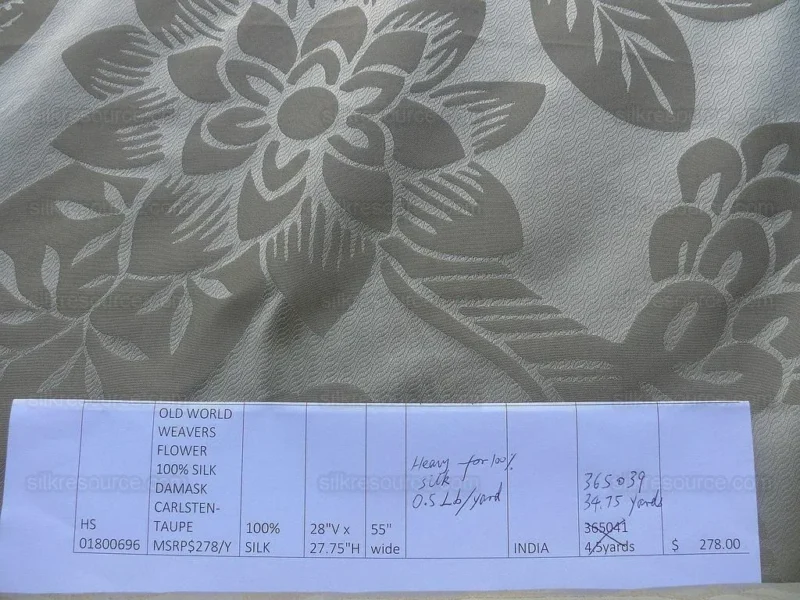 OLD WORLD
WEAVERS
FLOWER
100% SILK
DAMASK
CARLSTEN-
TAUPE
MSRP$278/Y
HS
01800696
100%
SILK
28"V x
27.75"H
55"
wide
Heavy for 100%
silk
0.5 Lb/yard
INDIA
365039
34.75 yards
365041
4.5yards
$ 278.00
silkresource.com